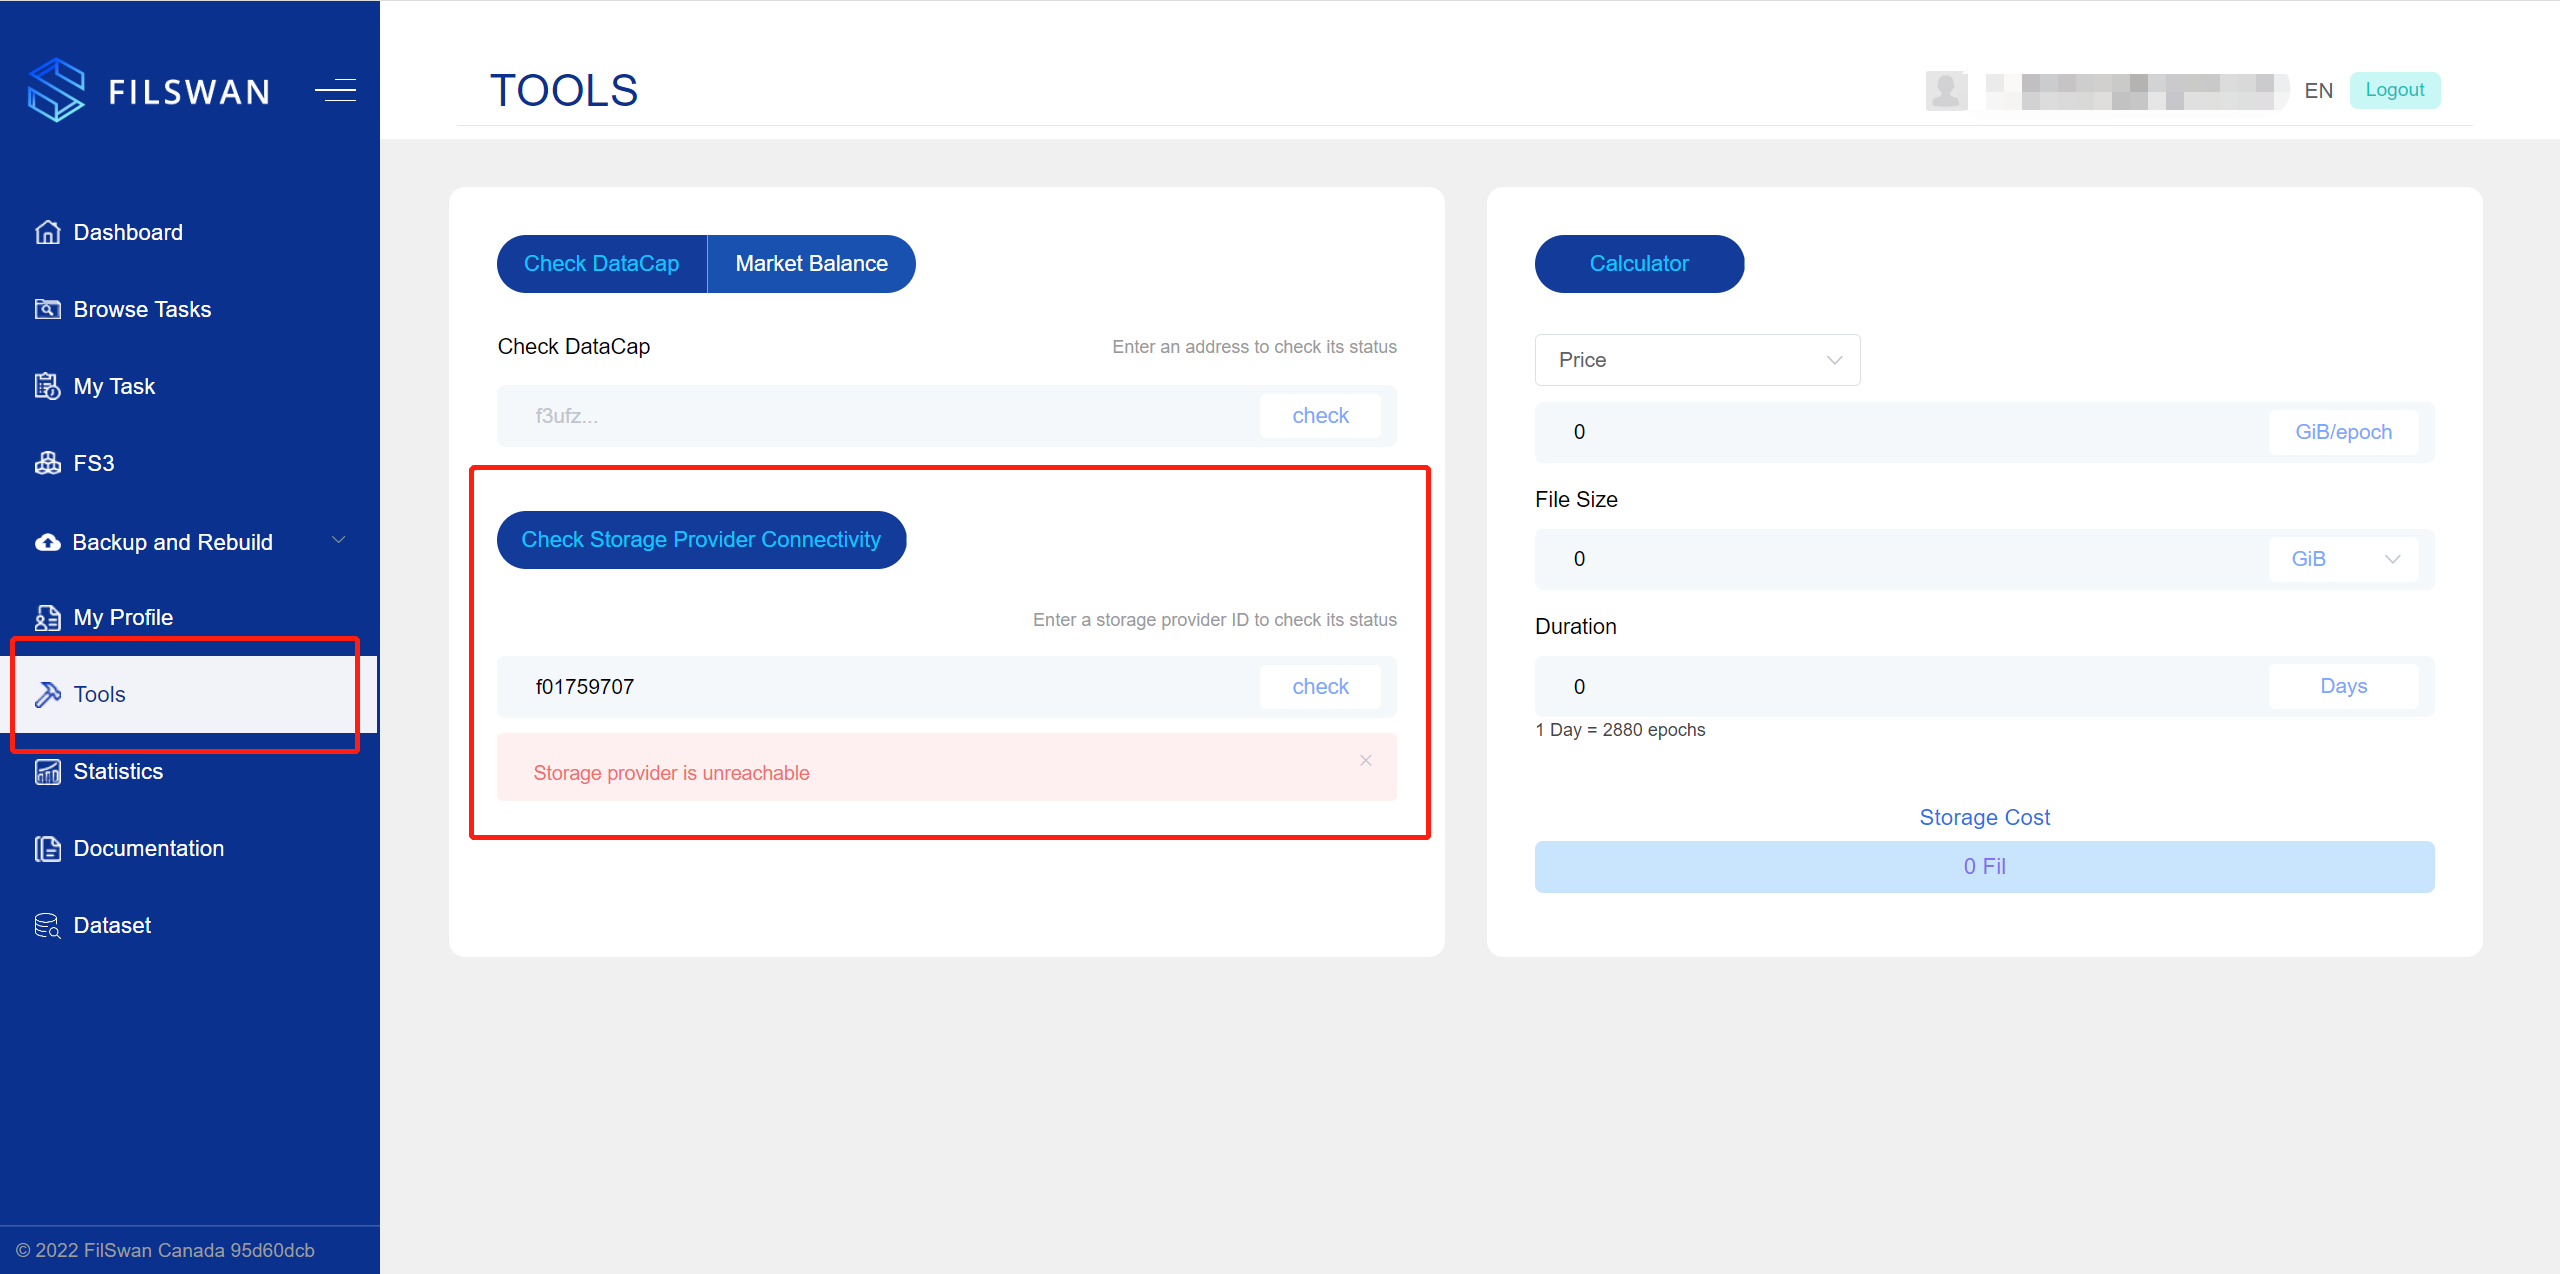 FILSWAN
Dashboard
Browse Tasks
My Task
FS3
Backup and Rebuild
My Profile
Tools
Statistics
Documentation
Dataset
© 2022 FilSwan Canada 95d60dcb
TOOLS
EN
Logout
Check DataCap
Market Balance
Check DataCap
Enter an address to check its status
f3ufz...
check
Check Storage Provider Connectivity
Enter a storage provider ID to check its status
f01759707
check
Storage provider is unreachable
Calculator
Price
0
GiB/epoch
File Size
0
GiB
Duration
0
Days
1 Day = 2880 epochs
Storage Cost
0 Fil